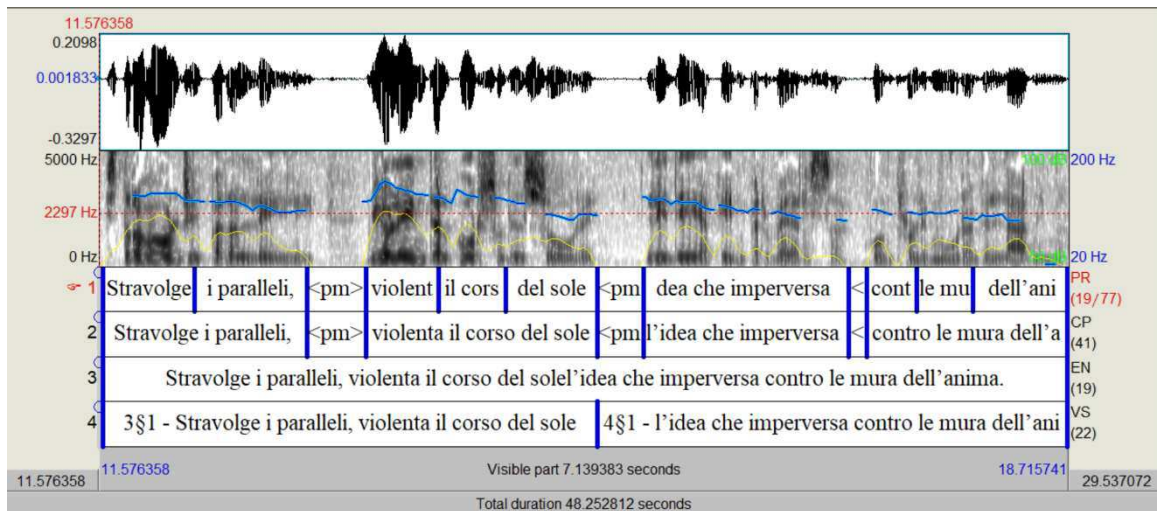 11.576358
0.2098
0.001833
-0.3297
5000 Hz 200 Hz
2297 Hz
0 Hz 20 Hz
1 Stravolge i paralleli, <pm> violent il cors del sole <pm dea che imperversa < cont le mu dell'ani PR (19/77)
2 Stravolge i paralleli, <pm> violenta il corso del sole <pm l'idea che imperversa < contro le mura dell'a CP (41)
3 Stravolge i paralleli, violenta il corso del solel'idea che imperversa contro le mura dell'anima. EN (19)
4 3§1 - Stravolge i paralleli, violenta il corso del sole 4§1 - l'idea che imperversa contro le mura dell'ani VS (22)
11.576358 Visible part 7.139383 seconds 18.715741
11.576358 29.537072
Total duration 48.252812 seconds